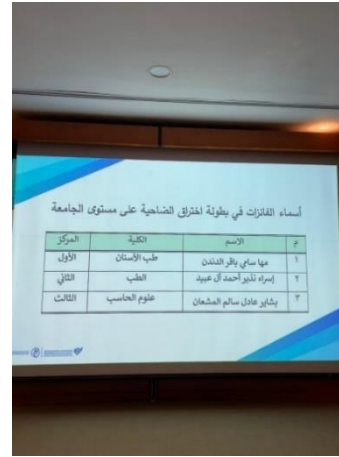 أسماء الفائزات في بطولة اختراق الضاحية على مستوى الجامعة
م الاسم الكلية المركز
١ مها سامي باقر الدندن طب الأسنان الأول
٢ إسراء نذير أحمد آل عبيد الطب الثاني
٣ بشاير عادل سالم المشعان علوم الحاسب الثالث